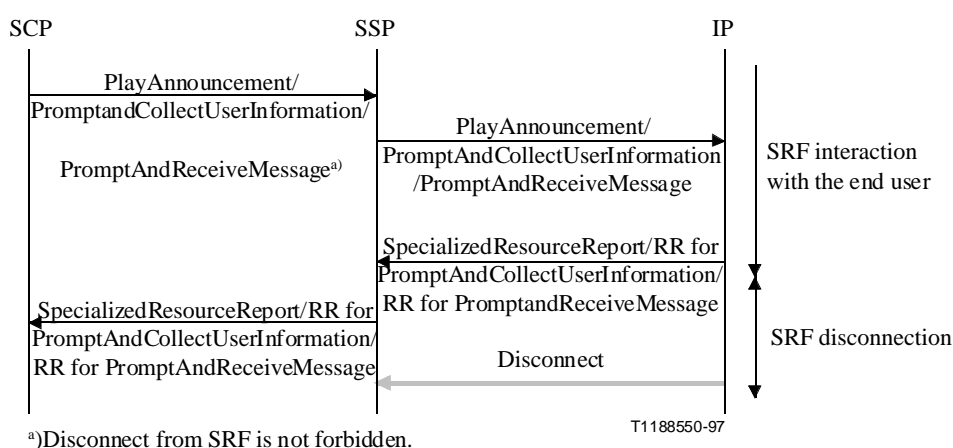 SCP SSP IP
PlayAnnouncement/
PromptandCollectUserInformation/
PromptAndReceiveMessagea)
PlayAnnouncement/
PromptAndCollectUserInformation
/PromptAndReceiveMessage
SRF interaction
with the end user
SpecializedResourceReport/RR for
PromptAndCollectUserInformation/
RR for PromptandReceiveMessage
SpecializedResourceReport/RR for
PromptAndCollectUserInformation/
RR for PromptAndReceiveMessage
Disconnect
SRF disconnection
T1188550-97
a)Disconnect from SRF is not forbidden.